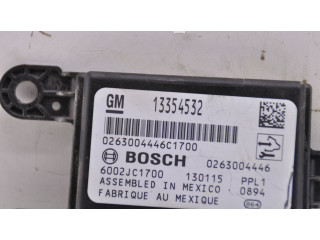 GM 13354532
0263004446C1700
BOSCH 0263004446
6002JC1700 130115 PPL1
ASSEMBLED IN MEXICO 0894
FABRIQUE AU MEXIQUE